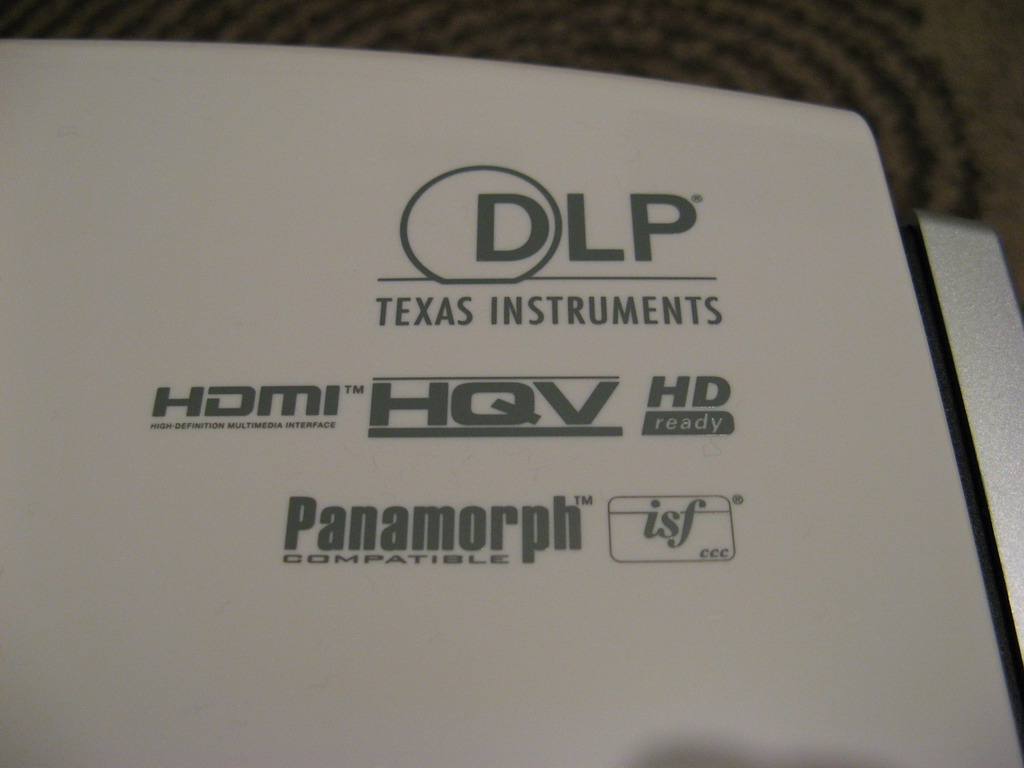 DLP®
TEXAS INSTRUMENTS
HDMI™ HQV HD
HIGH-DEFINITION MULTIMEDIA INTERFACE ready
Panamorph™ isf®
COMPATIBLE ccc